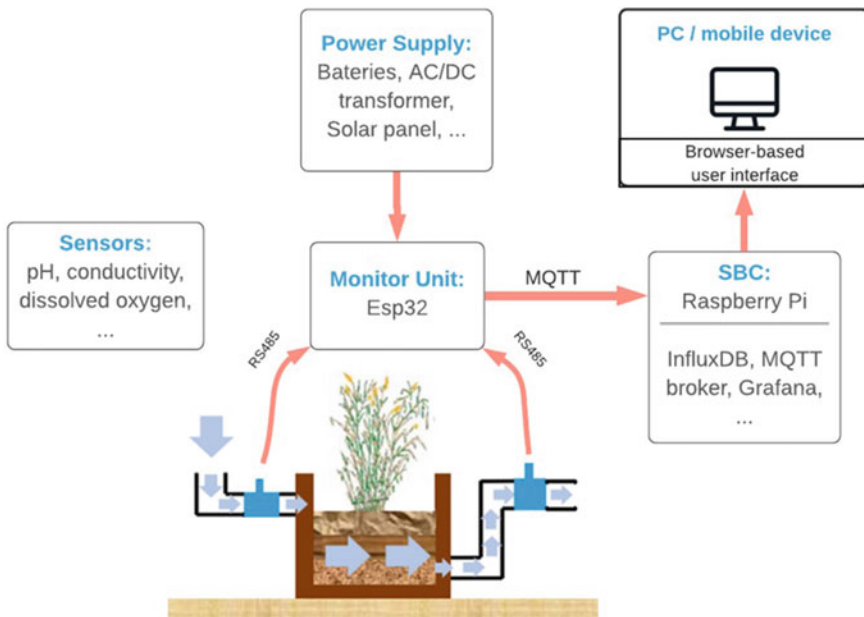 Power Supply:
Bateries, AC/DC
transformer,
Solar panel, ...
PC / mobile device
Browser-based
user interface
Sensors:
pH, conductivity,
dissolved oxygen,
...
Monitor Unit:
Esp32
MQTT
SBC:
Raspberry Pi
InfluxDB, MQTT
broker, Grafana,
...
RS485
RS485